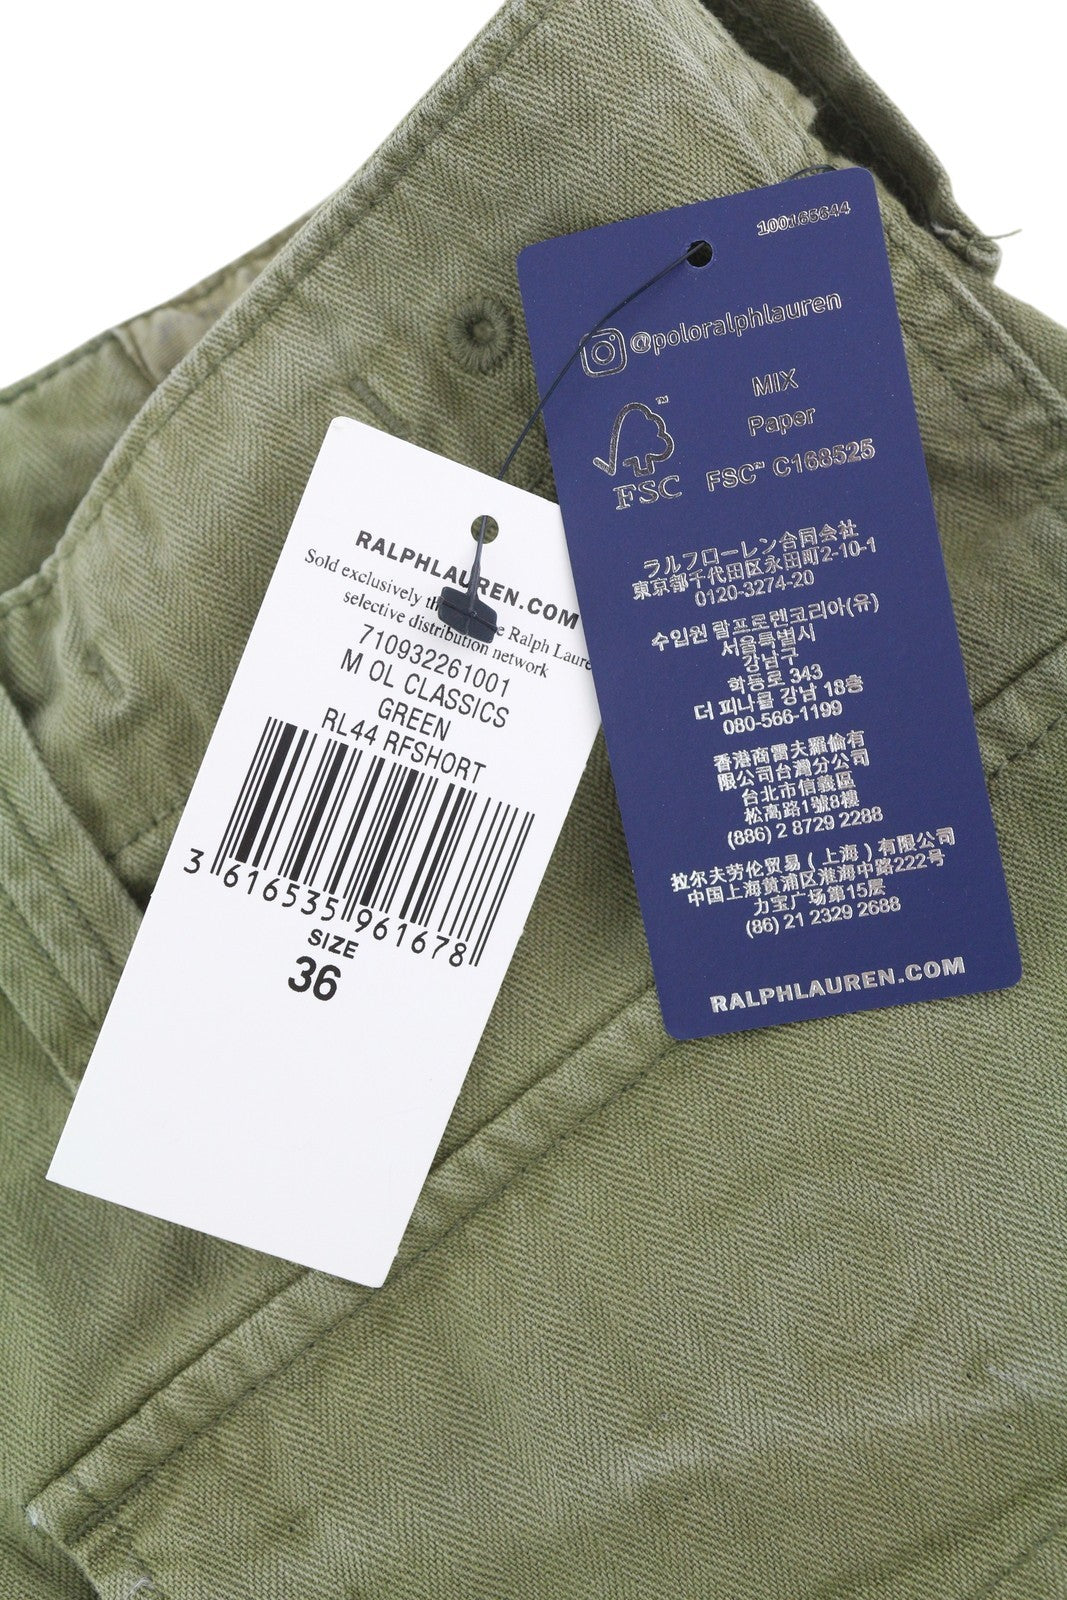 RALPHLAUREN.COM
Sold exclusively the Ralph Laure
selective distribution network
710932261001
M OL CLASSICS
GREEN
RL44 RFSHORT
3 616535 961678
SIZE
36
100165644
@poloralphlauren
MIX
Paper
FSC™ C168525
™
FSC
ラルフローレン合同会社
東京都千代田区永田町2-10-1
0120-3274-20
수입원 랄프로렌코리아(유)
서울특별시
강남구
학동로 343
더 피나클 강남 18층
080-566-1199
香港商雷夫羅倫有
限公司台灣分公司
台北市信義區
松高路1號8樓
(886) 2 8729 2288
拉尔夫劳伦贸易（上海）有限公司
中国上海黄浦区淮海中路222号
力宝广场第15层
(86) 21 2329 2688
RALPHLAUREN.COM